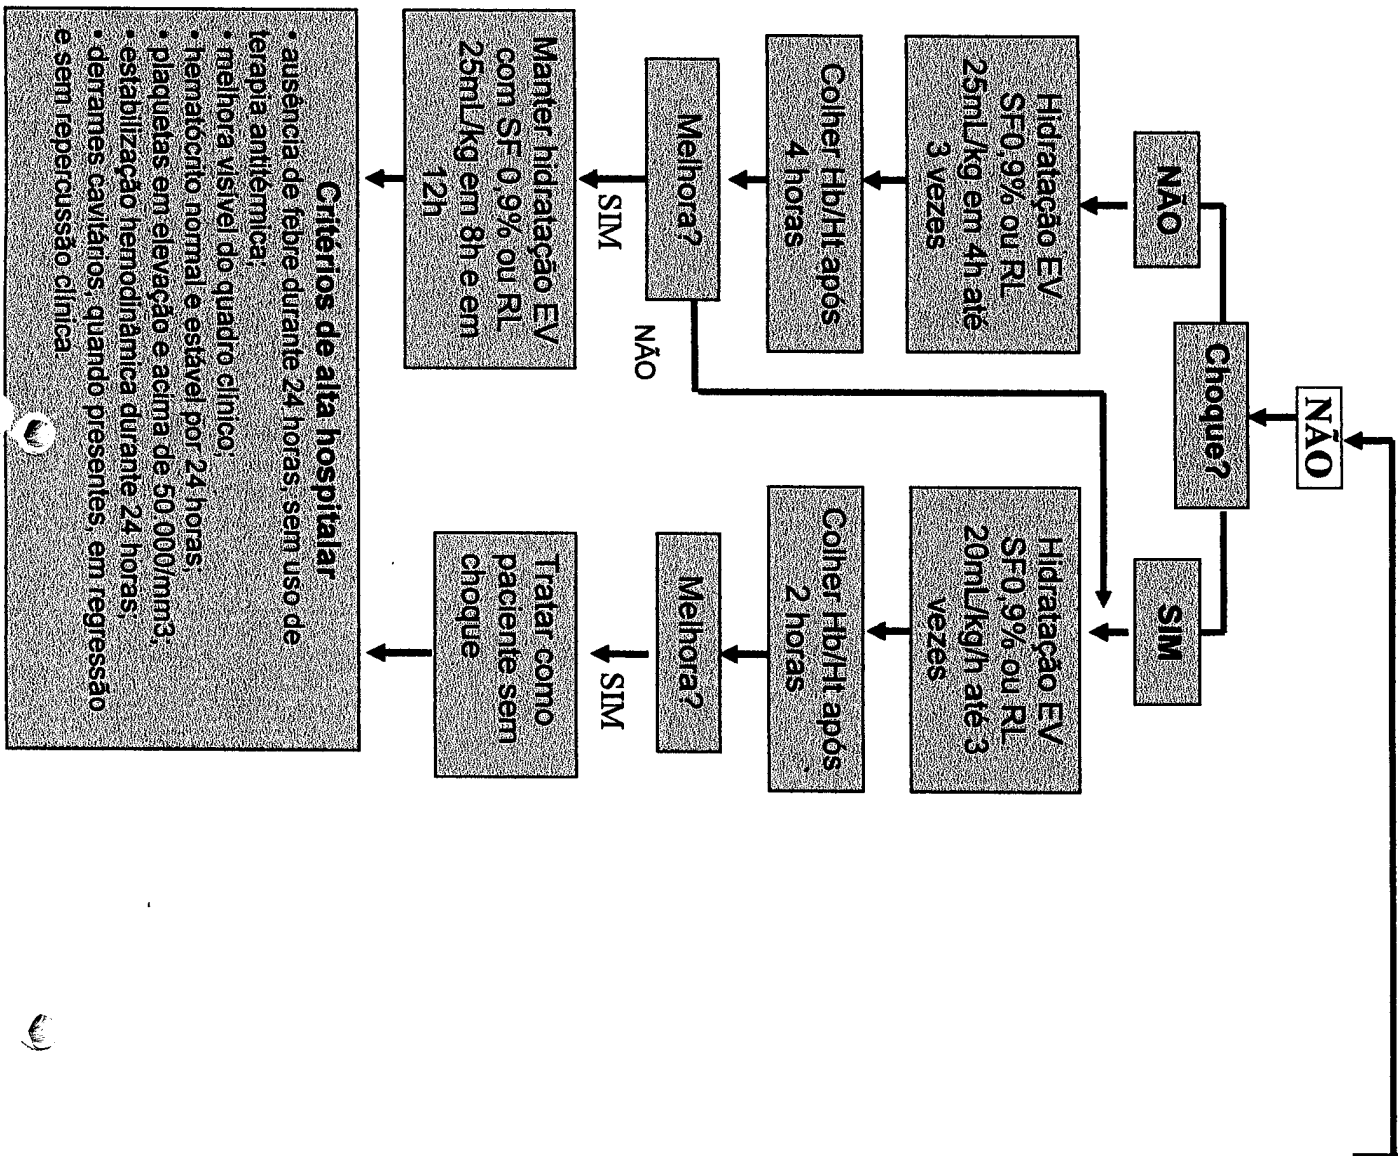 NÃO
Choque?
NÃO
Hidratação EV
SF0,9% ou RL
25mL/kg em 4h até
3 vezes
Colher Hb/Ht após
4 horas
Melhora?
SIM
NÃO
Manter hidratação EV
com SF 0,9% ou RL
25mL/kg em 8h e em
12h
SIM
Hidratação EV
SF0,9% ou RL
20mL/kg/h até 3
vezes
Colher Hb/Ht após
2 horas
Melhora?
SIM
Tratar como
paciente sem
choque
Critérios de alta hospitalar
• ausência de febre durante 24 horas, sem uso de
terapia antitérmica;
• melhora visível do quadro clínico;
• hematócrito normal e estável por 24 horas;
• plaquetas em elevação e acima de 50.000/mm3;
• estabilização hemodinâmica durante 24 horas;
• derrames cavitários, quando presentes, em regressão
e sem repercussão clínica